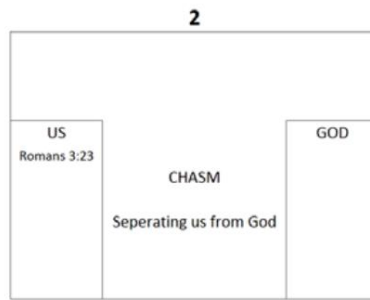 2
US
GOD
Romans 3:23
CHASM
Seperating us from God